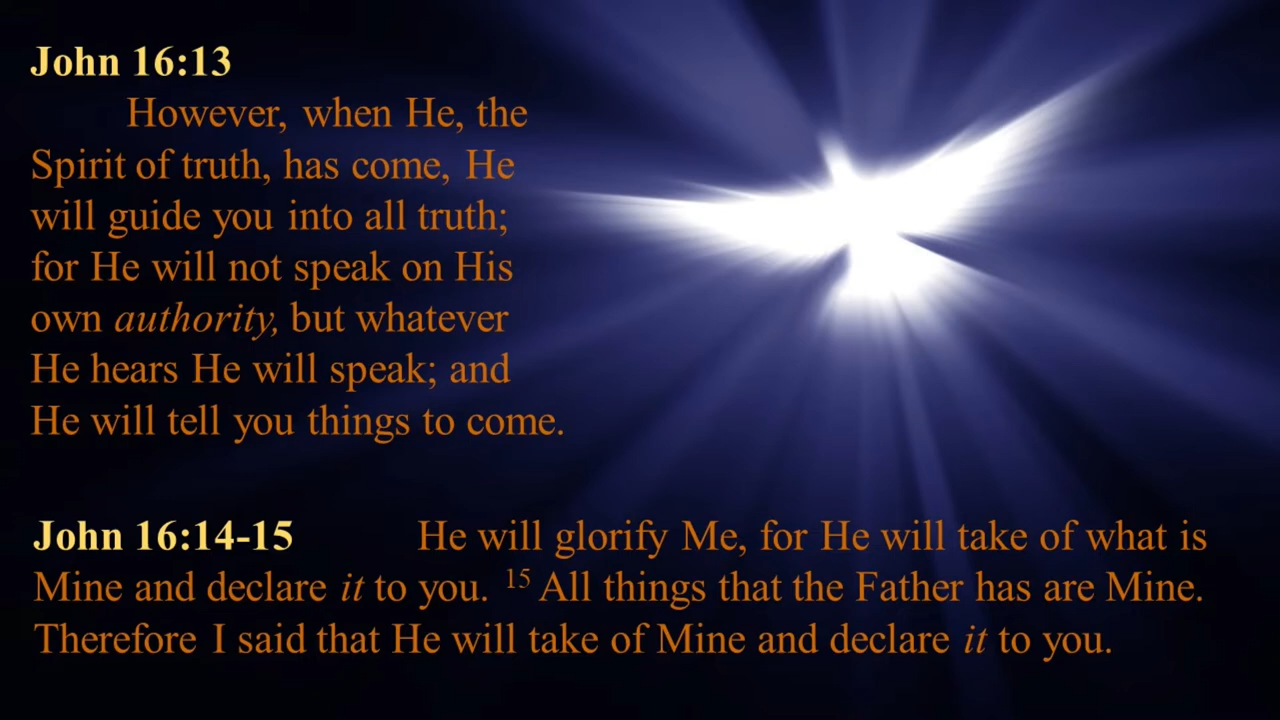 John 16:13
However, when He, the
Spirit of truth, has come, He
will guide you into all truth;
for He will not speak on His
own authority, but whatever
He hears He will speak; and
He will tell you things to come.
John 16:14-15 He will glorify Me, for He will take of what is
Mine and declare it to you. 15 All things that the Father has are Mine.
Therefore I said that He will take of Mine and declare it to you.